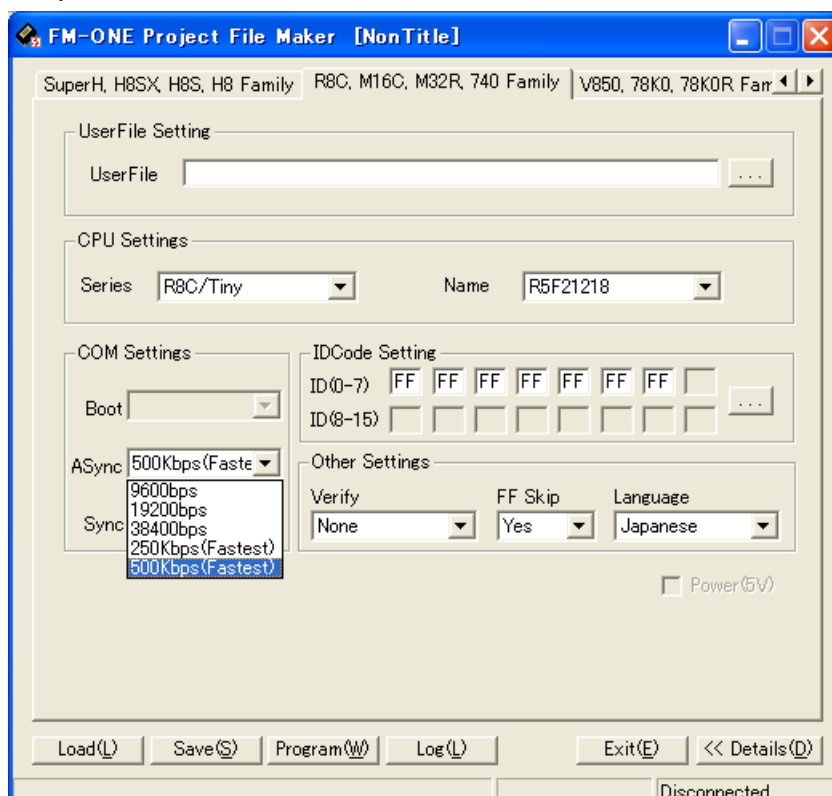 FM-ONE Project File Maker [NonTitle]
SuperH, H8SX, H8S, H8 Family R8C, M16C, M32R, 740 Family V850, 78K0, 78K0R Fam
UserFile Setting
UserFile ...
CPU Settings
Series R8C/Tiny Name R5F21218
COM Settings
Boot
ASync 500Kbps(Faste
9600bps
19200bps
38400bps
250Kbps(Fastest)
500Kbps(Fastest)
Sync
IDCode Setting
ID(0-7) FF FF FF FF FF FF FF
ID(8-15) ...
Other Settings
Verify FF Skip Language
None Yes Japanese
Power(5V)
Load(L) Save(S) Program(W) Log(L) Exit(E) << Details(D)
Disconnected